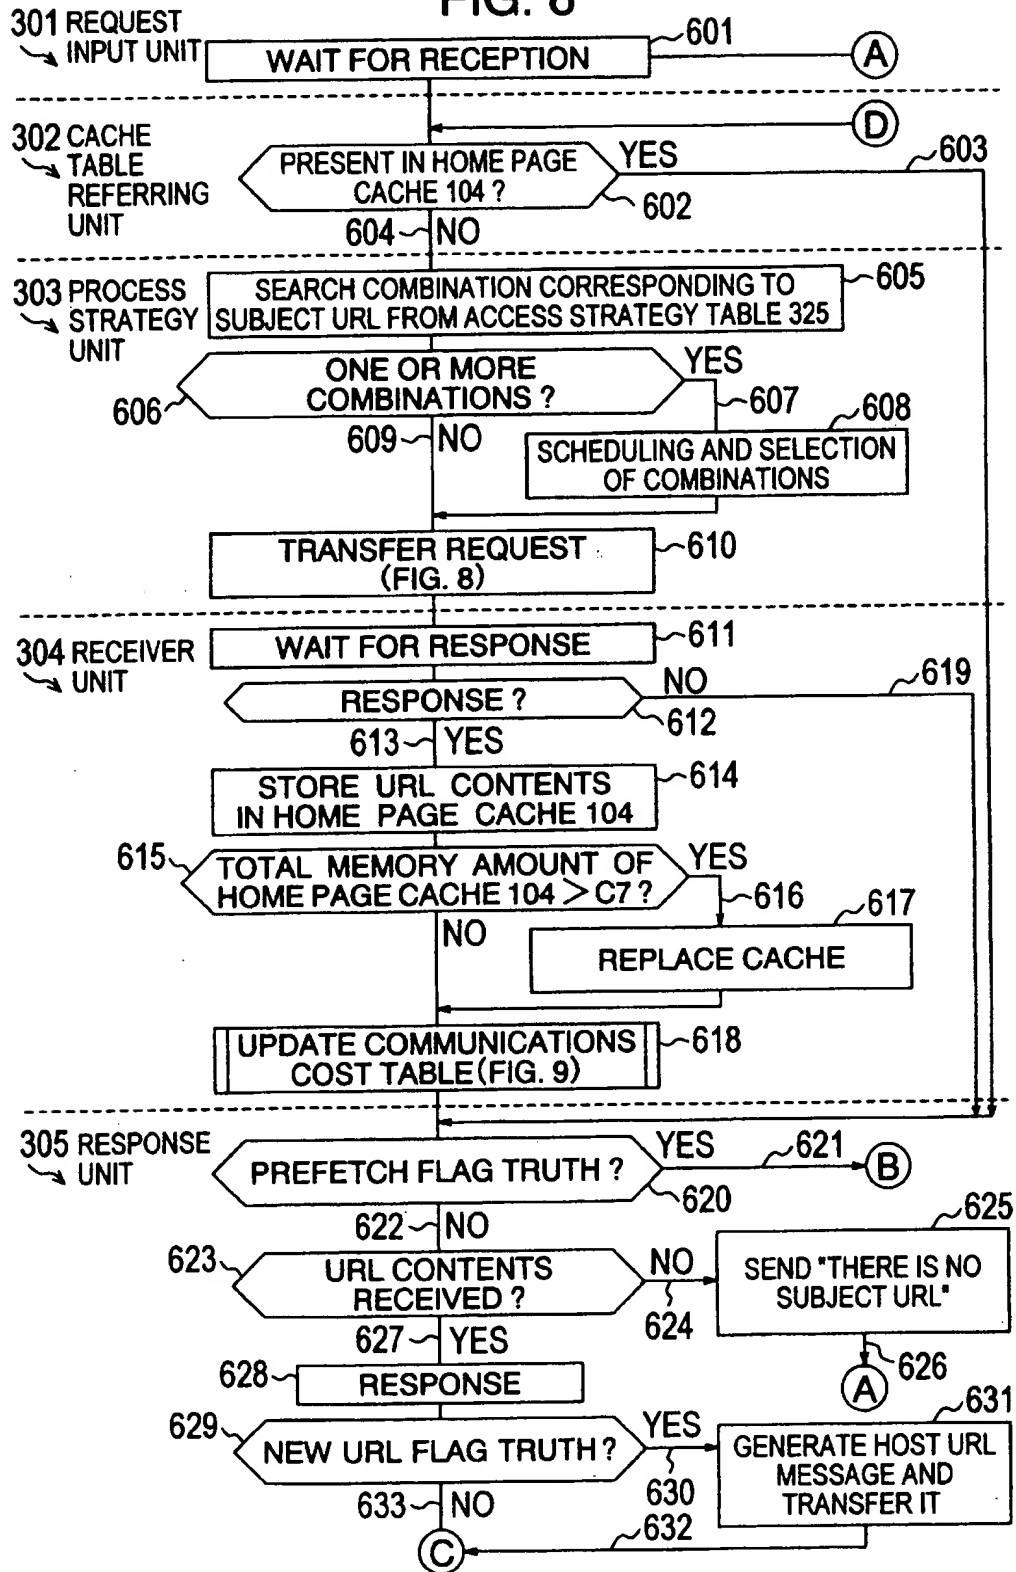 FIG. 8
301 REQUEST
INPUT UNIT
601
WAIT FOR RECEPTION
A
302 CACHE
TABLE
REFERRING
UNIT
D
PRESENT IN HOME PAGE
CACHE 104 ?
YES
603
602
604
NO
303 PROCESS
STRATEGY
UNIT
SEARCH COMBINATION CORRESPONDING TO
SUBJECT URL FROM ACCESS STRATEGY TABLE 325
605
ONE OR MORE
COMBINATIONS ?
YES
606
607
608
609
NO
SCHEDULING AND SELECTION
OF COMBINATIONS
TRANSFER REQUEST
(FIG. 8)
610
304 RECEIVER
UNIT
WAIT FOR RESPONSE
611
RESPONSE ?
NO
619
612
613
YES
STORE URL CONTENTS
IN HOME PAGE CACHE 104
614
615
TOTAL MEMORY AMOUNT OF
HOME PAGE CACHE 104 > C7 ?
YES
616
617
NO
REPLACE CACHE
UPDATE COMMUNICATIONS
COST TABLE (FIG. 9)
618
305 RESPONSE
UNIT
PREFETCH FLAG TRUTH ?
YES
621
B
620
622
NO
625
623
URL CONTENTS
RECEIVED ?
NO
624
SEND "THERE IS NO
SUBJECT URL"
627
YES
626
A
628
RESPONSE
629
NEW URL FLAG TRUTH ?
YES
630
631
GENERATE HOST URL
MESSAGE AND
TRANSFER IT
633
NO
632
C